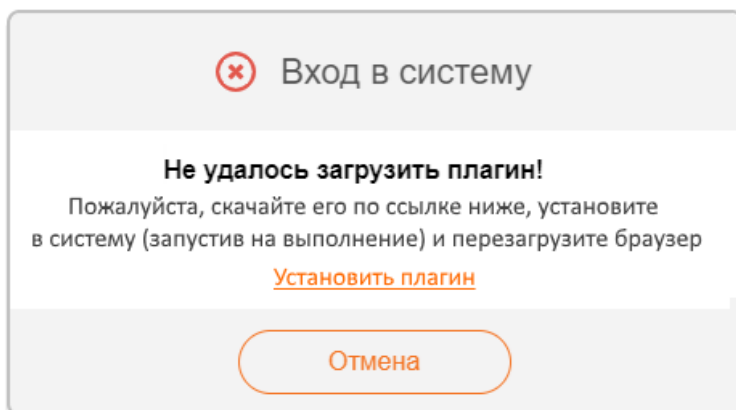 Вход в систему
Не удалось загрузить плагин!
Пожалуйста, скачайте его по ссылке ниже, установите
в систему (запустив на выполнение) и перезагрузите браузер
Установить плагин
Отмена